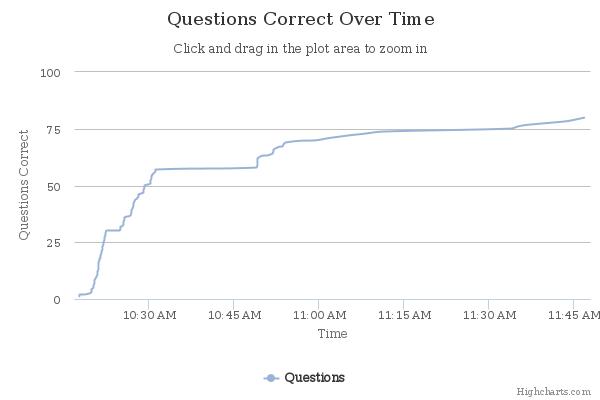 Questions Correct Over Time
Click and drag in the plot area to zoom in
Questions Correct
100
75
50
25
0
10:30 AM 10:45 AM 11:00 AM 11:15 AM 11:30 AM 11:45 AM
Time
Questions
Highcharts.com